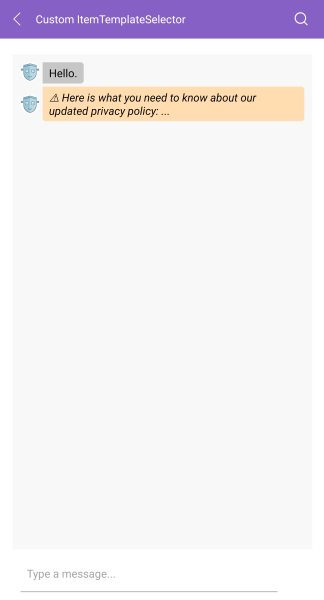 Custom ItemTemplateSelector
Hello.
⚠ Here is what you need to know about our
updated privacy policy: ...
Type a message...